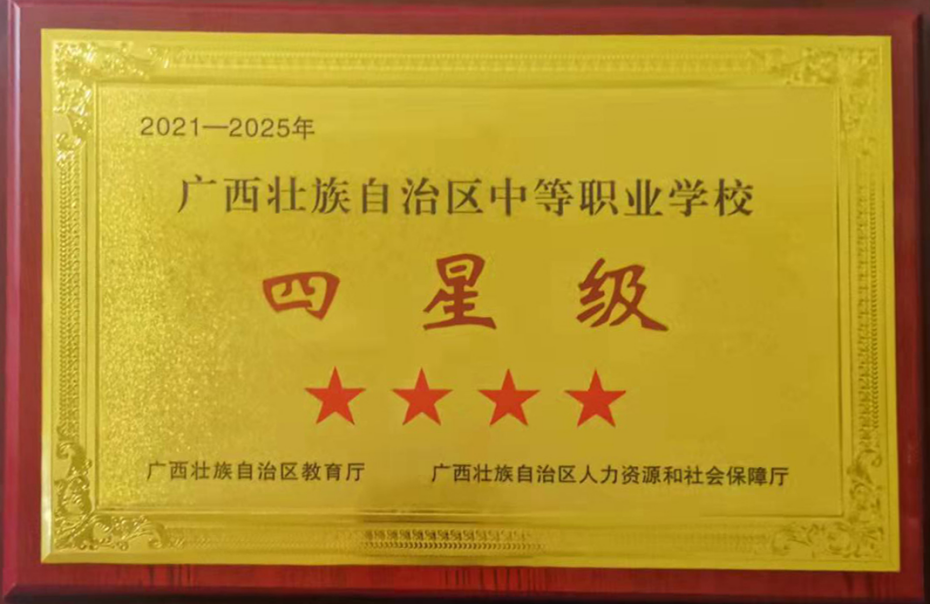 2021—2025年
广西壮族自治区中等职业学校
四星级
广西壮族自治区教育厅 广西壮族自治区人力资源和社会保障厅